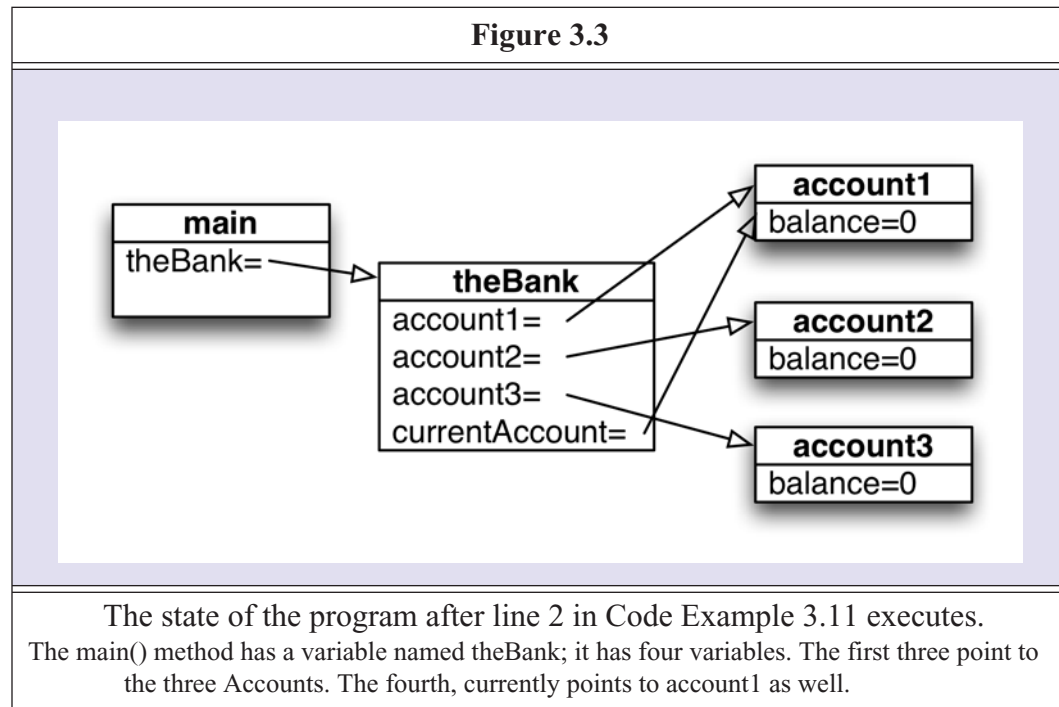 Figure 3.3
main
theBank=
theBank
account1=
account2=
account3=
currentAccount=
account1
balance=0
account2
balance=0
account3
balance=0
The state of the program after line 2 in Code Example 3.11 executes.
The main() method has a variable named theBank; it has four variables. The first three point to
the three Accounts. The fourth, currently points to account1 as well.